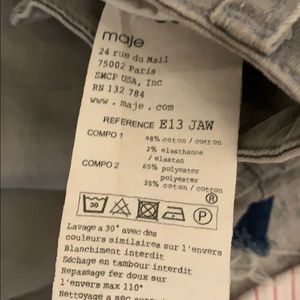 maje
24 rue du Mail
75002 Paris
SMCP USA, Inc
RN 132 784
www.maje.com
REFERENCE E13 JAW
COMPO 1
98% coton / cotton
2% elasthanne
/ elastan
COMPO 2
65% polyester
polyester
35% coton / cotton
30
P
®
Lavage a 30° avec des
couleurs similaires sur l'envers
Blanchiment interdit
Séchage en tambour interdit
Repassage fer doux sur
l'envers max 110°
Nettoyage a sec